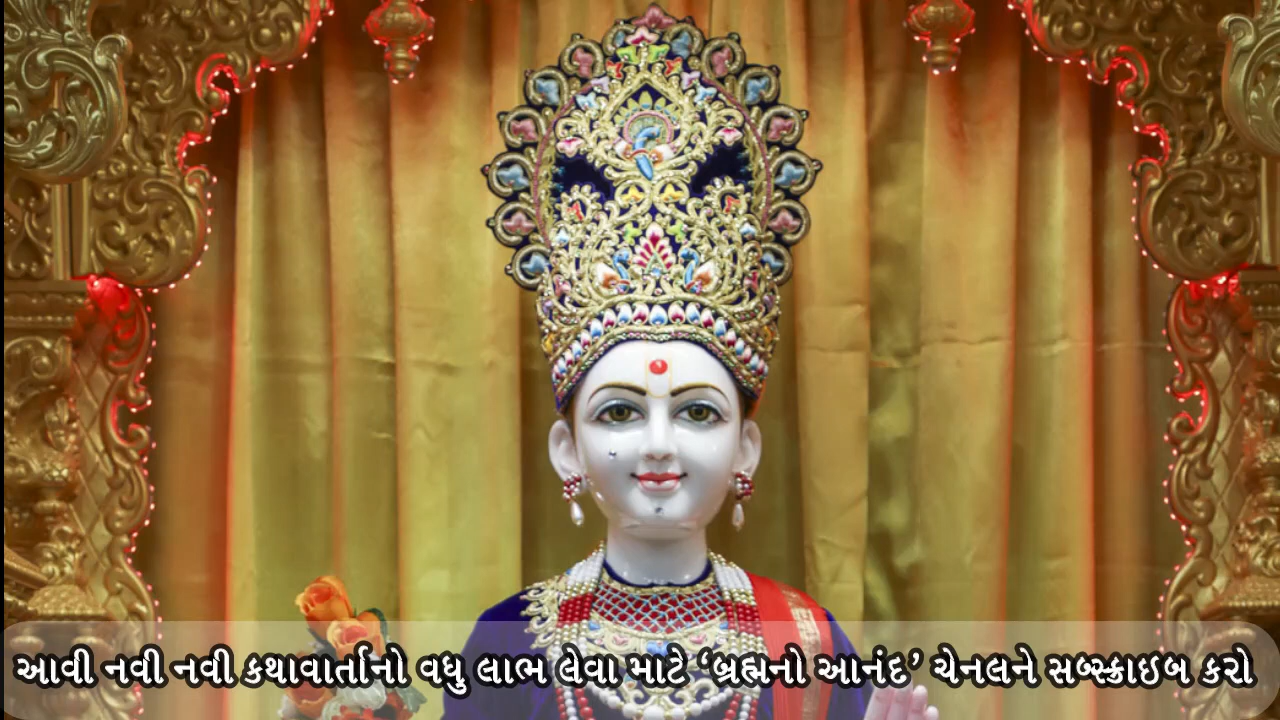 આવી નવી નવી કથાવાર્તાનો વધુ લાભ લેવા માટે ‘બ્રહ્મનો આનંદ’ ચેનલને સબ્સ્ક્રાઇબ કરો